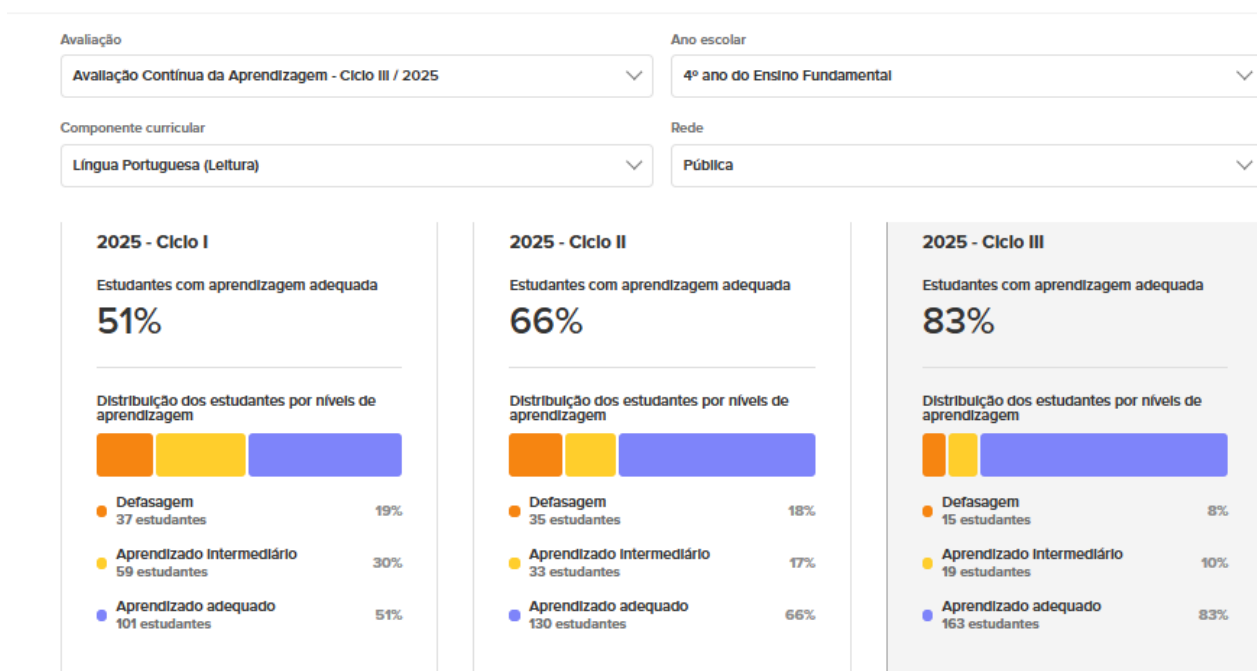 Avaliação
Ano escolar
Avaliação Contínua da Aprendizagem - Ciclo III / 2025
4º ano do Ensino Fundamental
Componente curricular
Rede
Língua Portuguesa (Leitura)
Pública
2025 - Ciclo I
Estudantes com aprendizagem adequada
51%
Distribuição dos estudantes por níveis de
aprendizagem
Defasagem
37 estudantes
19%
Aprendizado intermediário
59 estudantes
30%
Aprendizado adequado
101 estudantes
51%
2025 - Ciclo II
Estudantes com aprendizagem adequada
66%
Distribuição dos estudantes por níveis de
aprendizagem
Defasagem
35 estudantes
18%
Aprendizado intermediário
33 estudantes
17%
Aprendizado adequado
130 estudantes
66%
2025 - Ciclo III
Estudantes com aprendizagem adequada
83%
Distribuição dos estudantes por níveis de
aprendizagem
Defasagem
15 estudantes
8%
Aprendizado intermediário
19 estudantes
10%
Aprendizado adequado
163 estudantes
83%